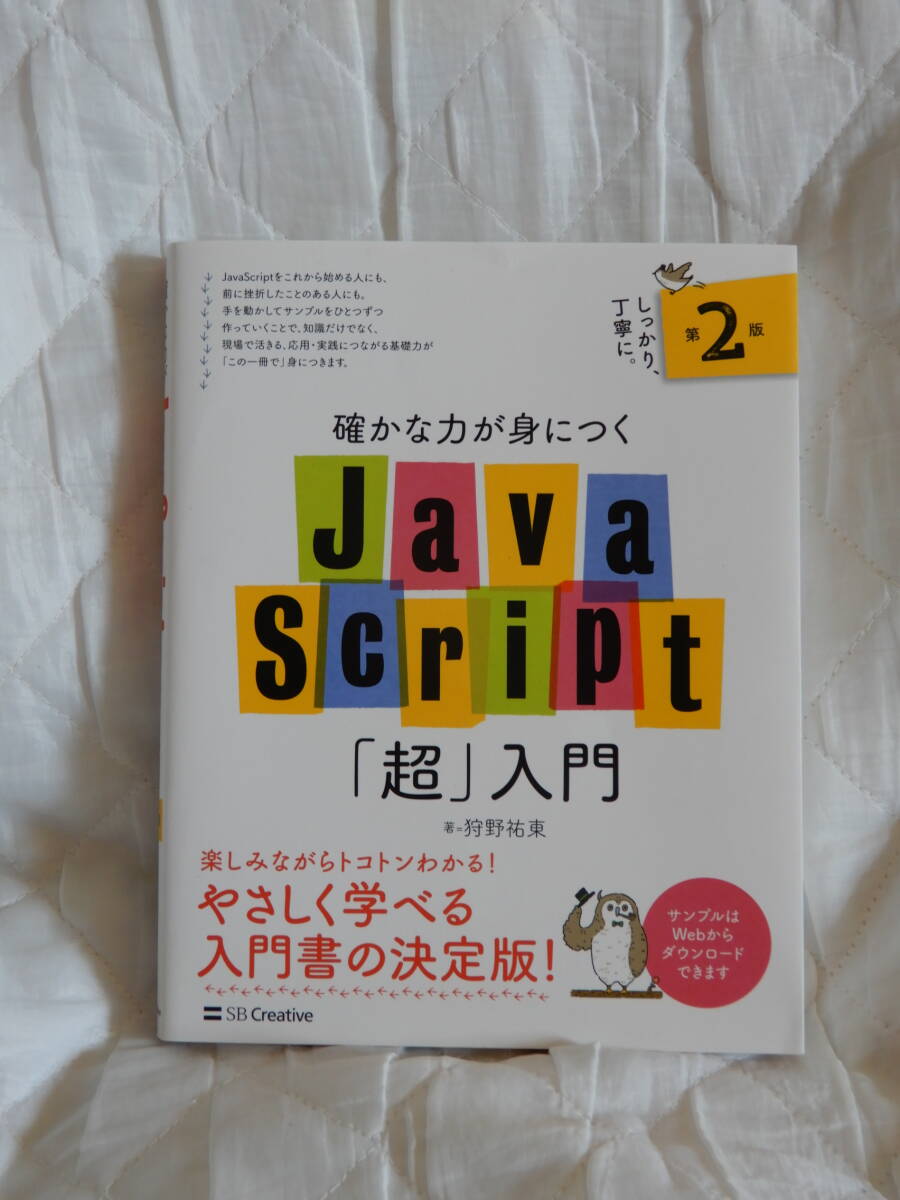 JavaScriptをこれから始める人にも、
前に挫折したことのある人にも。
手を動かしてサンプルをひとつずつ
作っていくことで、知識だけでなく、
現場で活きる、応用・実践につながる基礎力が
「この一冊で」身につきます。
しっかり、
丁寧に。
第2版
確かな力が身につく
Java
Script
「超」入門
著=狩野祐東
楽しみながらトコトンわかる!
やさしく学べる
入門書の決定版!
サンプルは
Webから
ダウンロード
できます
SB Creative